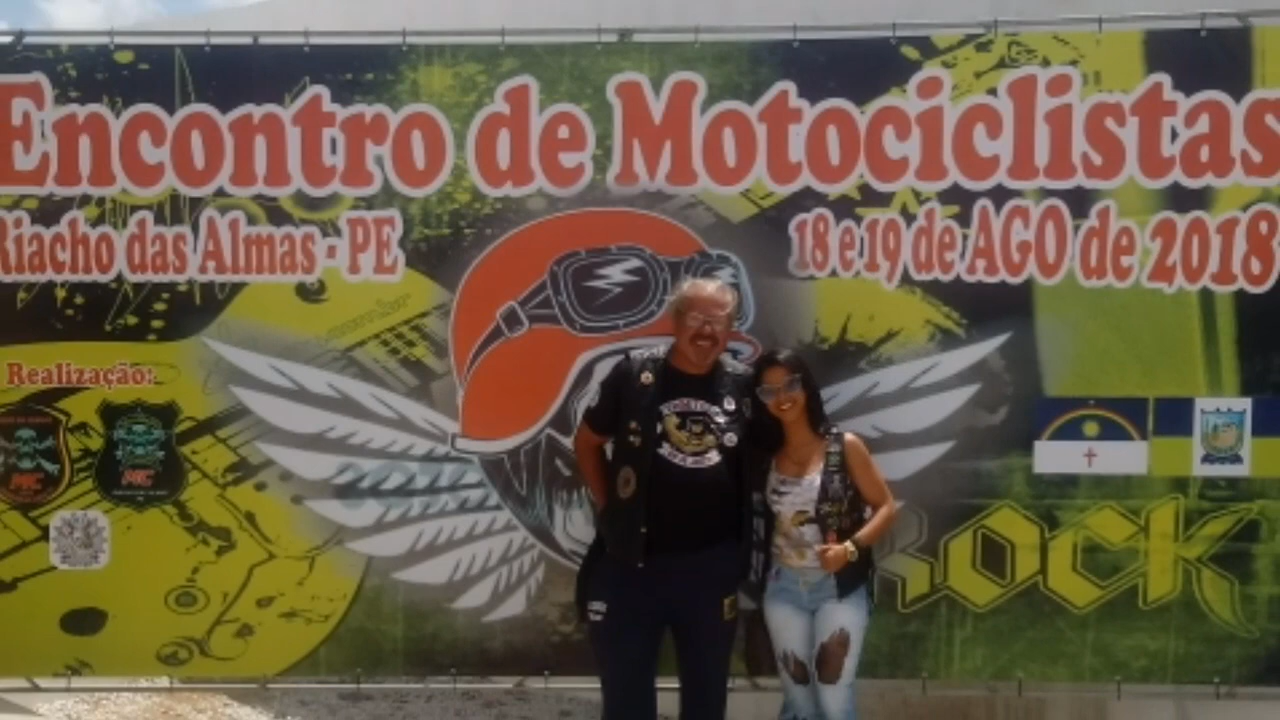 Encontro de Motociclistas
Riacho das Almas - PE
18 e 19 de AGO de 2018
Realização:
MC
MC
ROCK